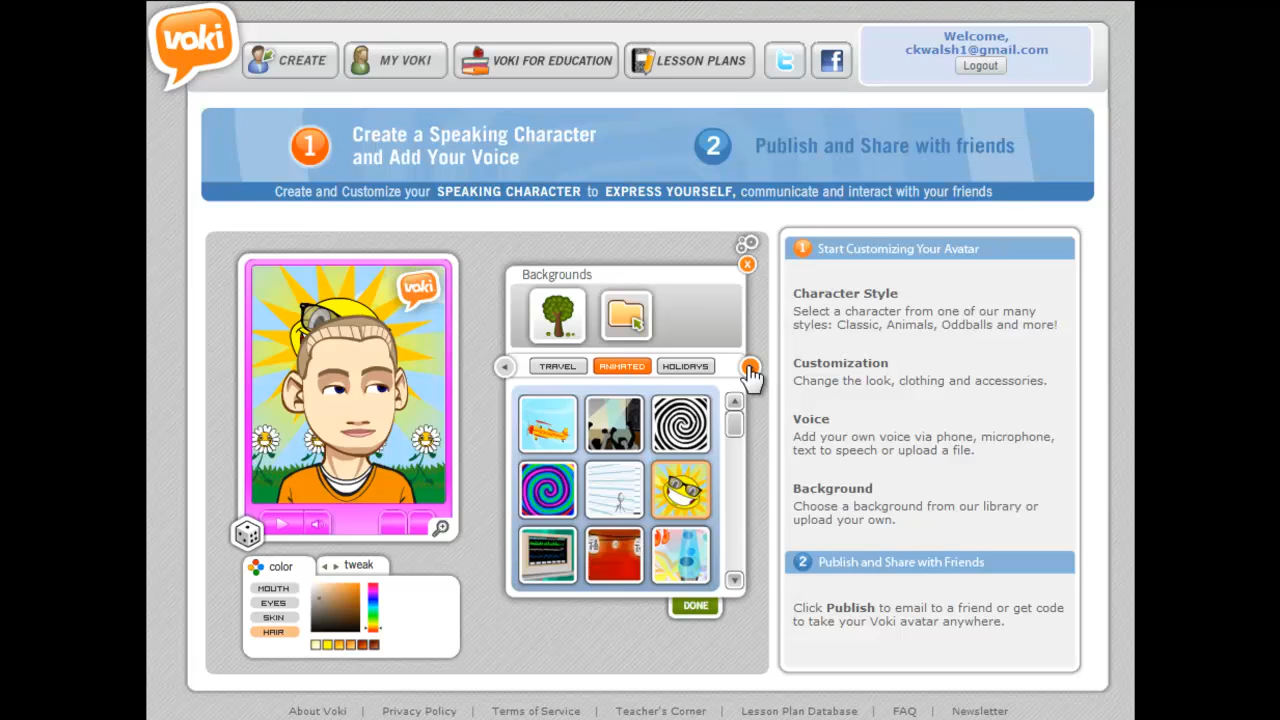 voki
CREATE
MY VOKI
VOKI FOR EDUCATION
LESSON PLANS
Welcome,
ckwalsh1@gmail.com
Logout
1 Create a Speaking Character
and Add Your Voice
2 Publish and Share with friends
Create and Customize your SPEAKING CHARACTER to EXPRESS YOURSELF, communicate and interact with your friends
voki
Backgrounds
TRAVEL
ANIMATED
HOLIDAYS
DONE
color
tweak
MOUTH
EYES
SKIN
HAIR
1 Start Customizing Your Avatar
Character Style
Select a character from one of our many
styles: Classic, Animals, Oddballs and more!
Customization
Change the look, clothing and accessories.
Voice
Add your own voice via phone, microphone,
text to speech or upload a file.
Background
Choose a background from our library or
upload your own.
2 Publish and Share with Friends
Click Publish to email to a friend or get code
to take your Voki avatar anywhere.
About Voki | Privacy Policy | Terms of Service | Teacher's Corner | Lesson Plan Database | FAQ | Newsletter